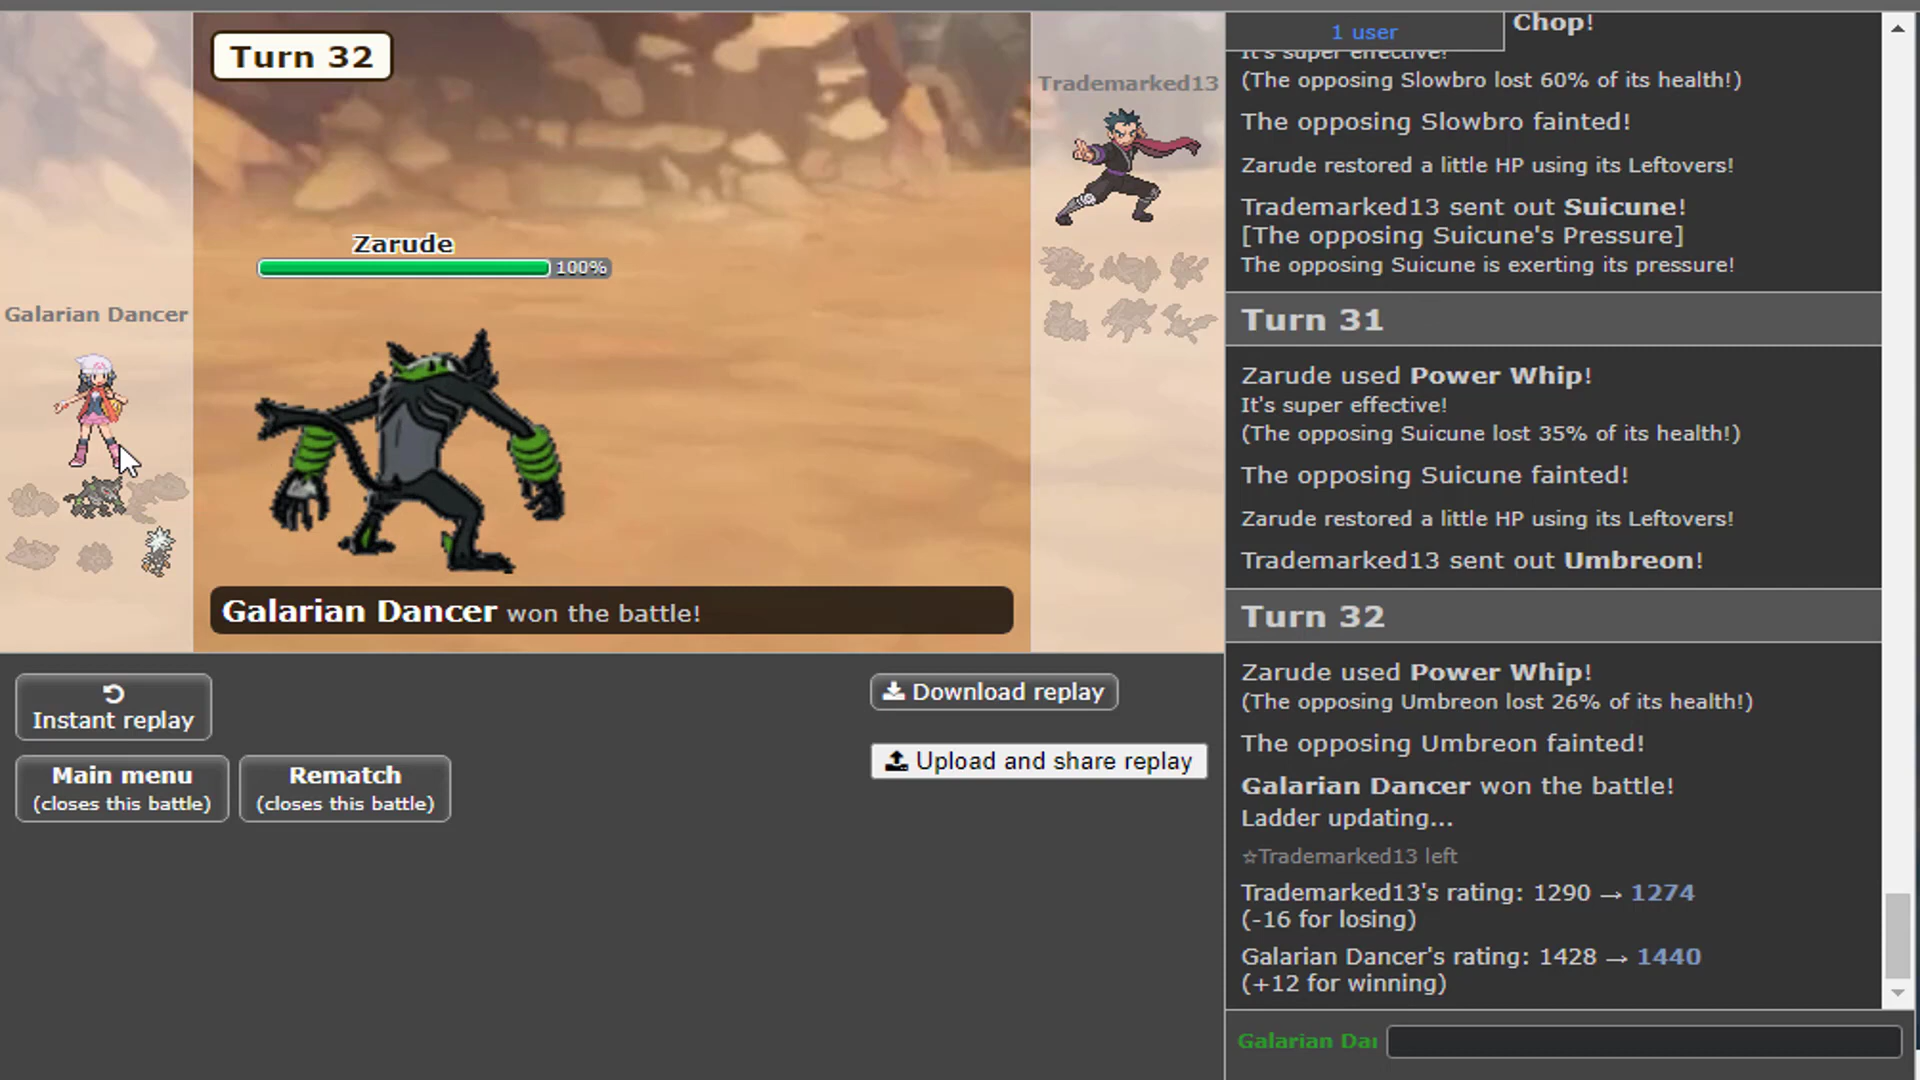 Turn 32
Trademarked13
Zarude
100%
Galarian Dancer
Galarian Dancer won the battle!
Instant replay
Main menu
(closes this battle)
Rematch
(closes this battle)
Download replay
Upload and share replay
1 user
Chop!
It's super effective!
(The opposing Slowbro lost 60% of its health!)
The opposing Slowbro fainted!
Zarude restored a little HP using its Leftovers!
Trademarked13 sent out Suicune!
[The opposing Suicune's Pressure]
The opposing Suicune is exerting its pressure!
Turn 31
Zarude used Power Whip!
It's super effective!
(The opposing Suicune lost 35% of its health!)
The opposing Suicune fainted!
Zarude restored a little HP using its Leftovers!
Trademarked13 sent out Umbreon!
Turn 32
Zarude used Power Whip!
(The opposing Umbreon lost 26% of its health!)
The opposing Umbreon fainted!
Galarian Dancer won the battle!
Ladder updating...
☆Trademarked13 left
Trademarked13's rating: 1290 → 1274
(-16 for losing)
Galarian Dancer's rating: 1428 → 1440
(+12 for winning)
Galarian Dan